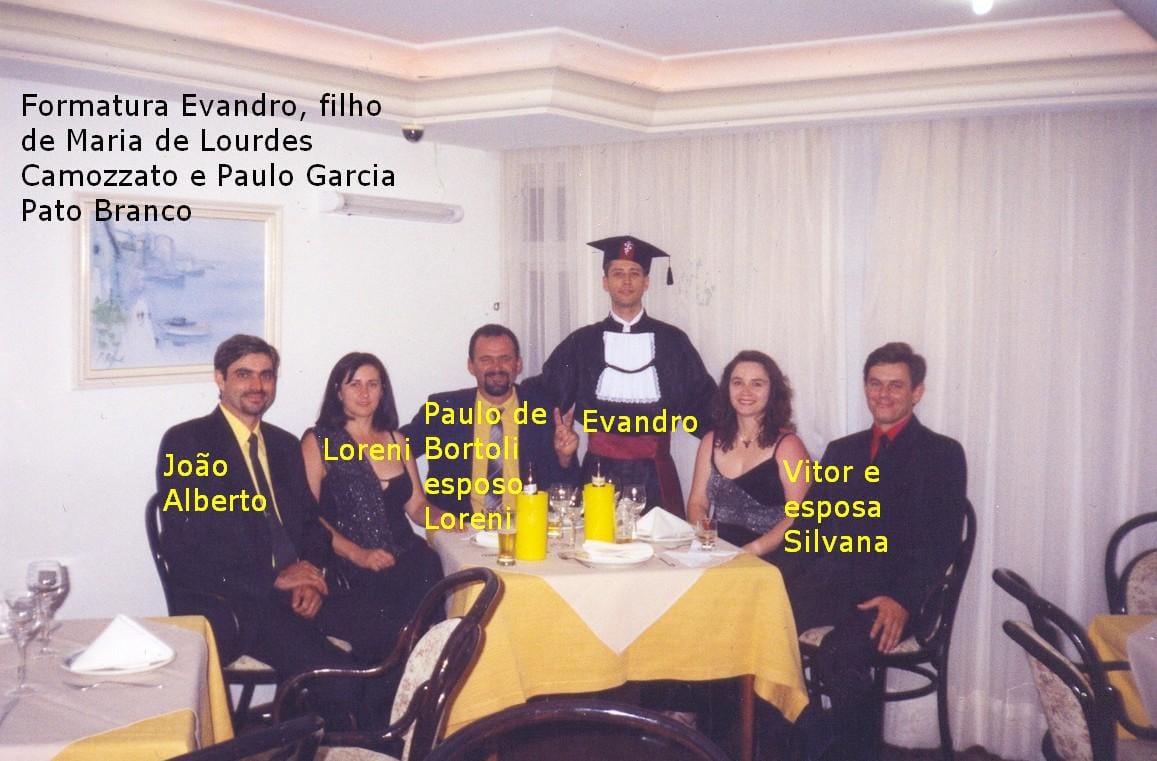 Formatura Evandro, filho
de Maria de Lourdes
Camozzato e Paulo Garcia
Pato Branco
João
Alberto
Loreni
Paulo de
Bortoli
esposo
Loreni
Evandro
Vitor e
esposa
Silvana